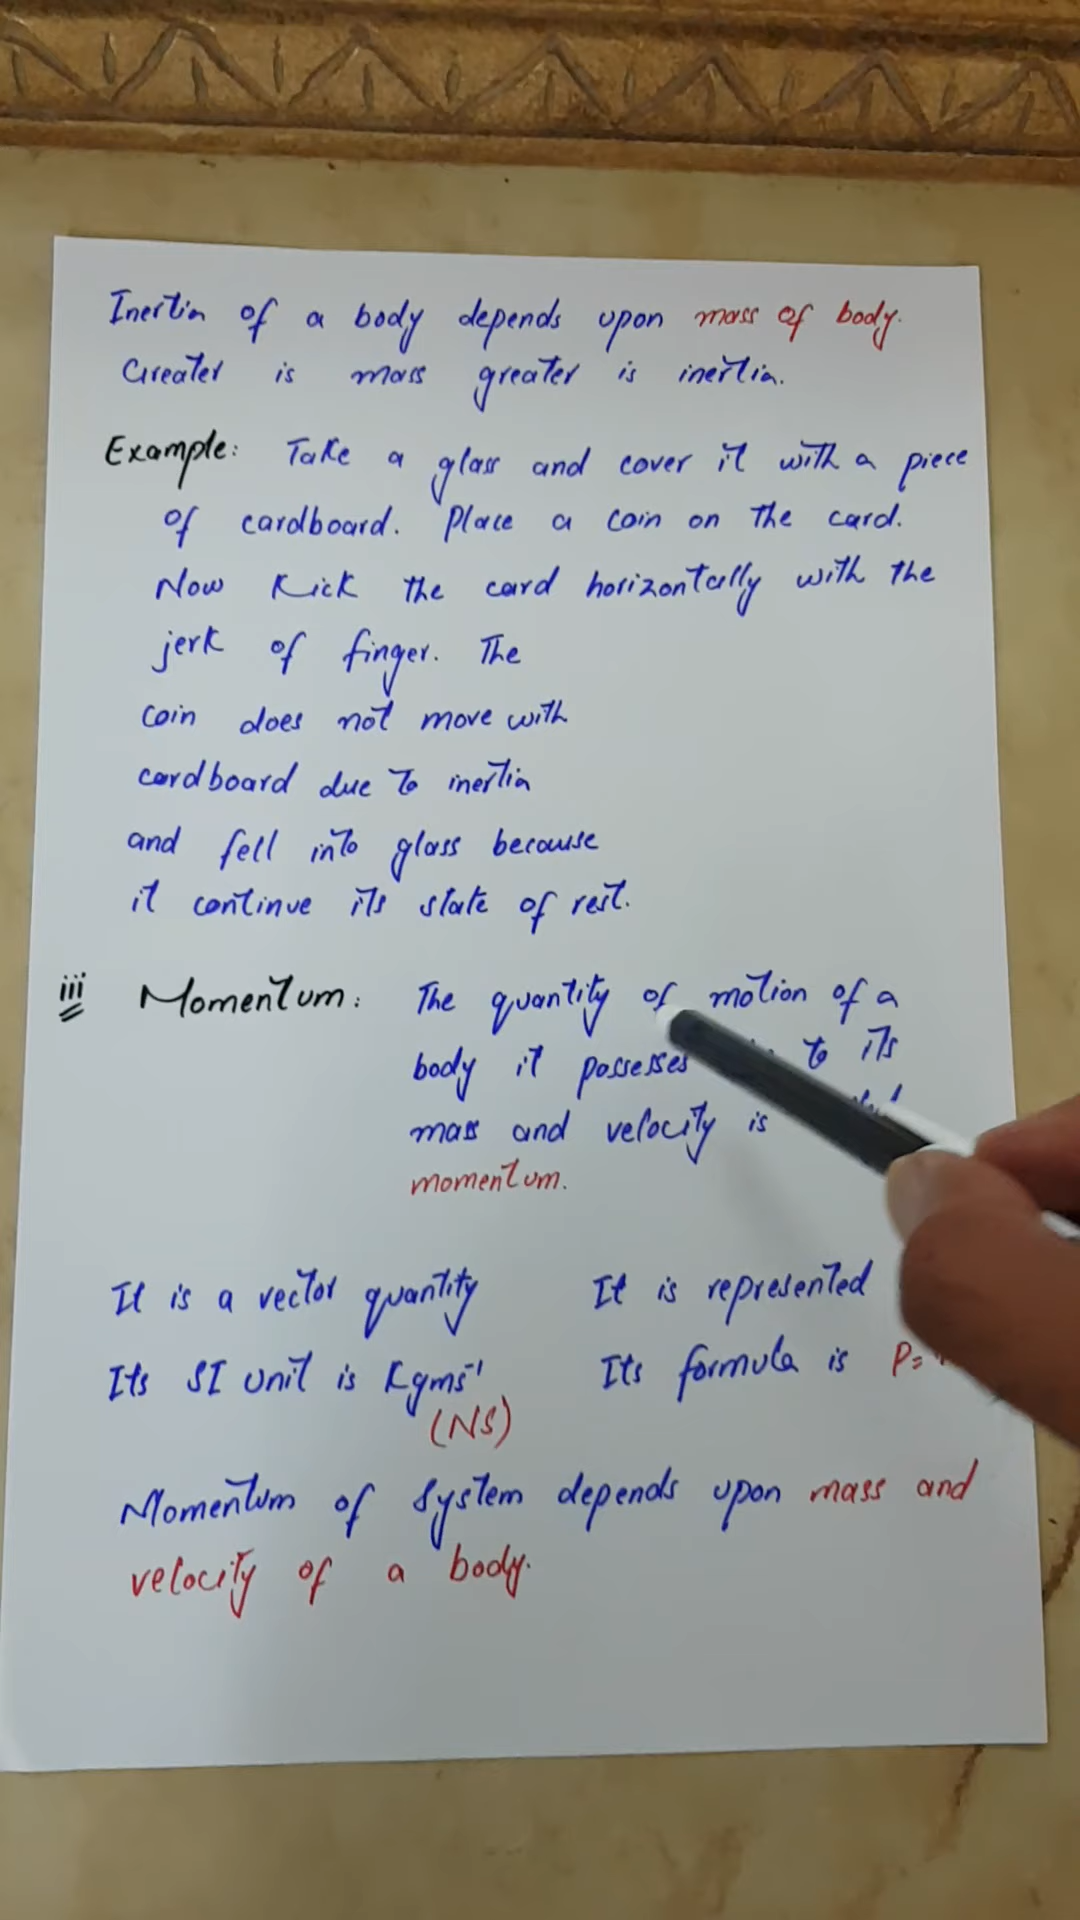 Inertia of a body depends upon mass of body.
Greater is mass greater is inertia.
Example: Take a glass and cover it with a piece
of cardboard. Place a coin on the card.
Now Kick the card horizontally with the
jerk of finger. The
coin does not move with
cardboard due to inertia
and fell into glass because
it continue its state of rest.
iii Momentum: The quantity of motion of a
body it possesses to its
mass and velocity is
momentum.
It is a vector quantity It is represented
Its SI unit is Kgms⁻¹ Its formula is P=
(NS)
Momentum of system depends upon mass and
velocity of a body.